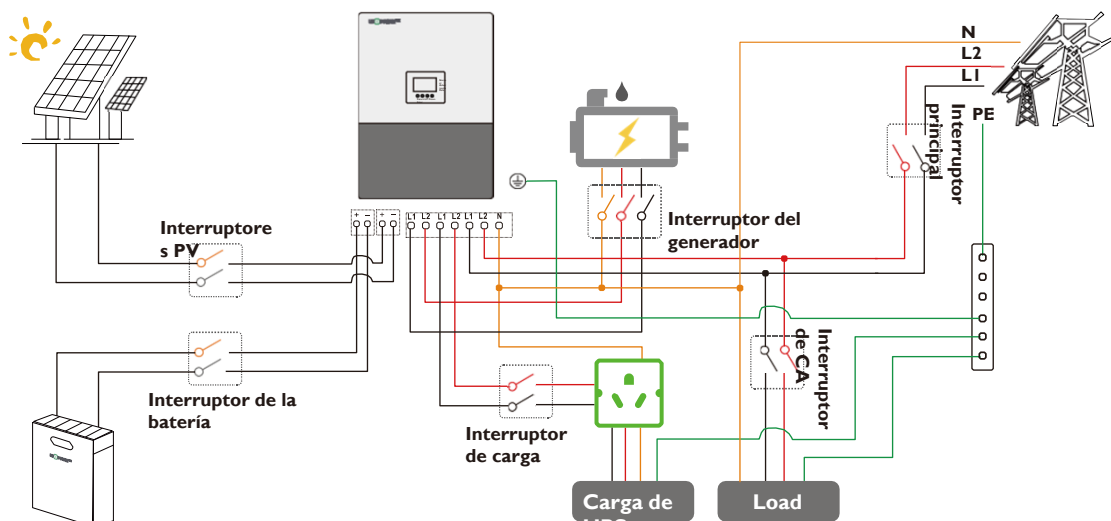 N
L2
L1
PE
Interruptor
principal
Interruptor del
generador
+ − + −
L1 L2 L1 L2 L1 L2 N
Interruptore
s PV
Interruptor
de CA
Interruptor de la
batería
Interruptor
de carga
Carga de
Load